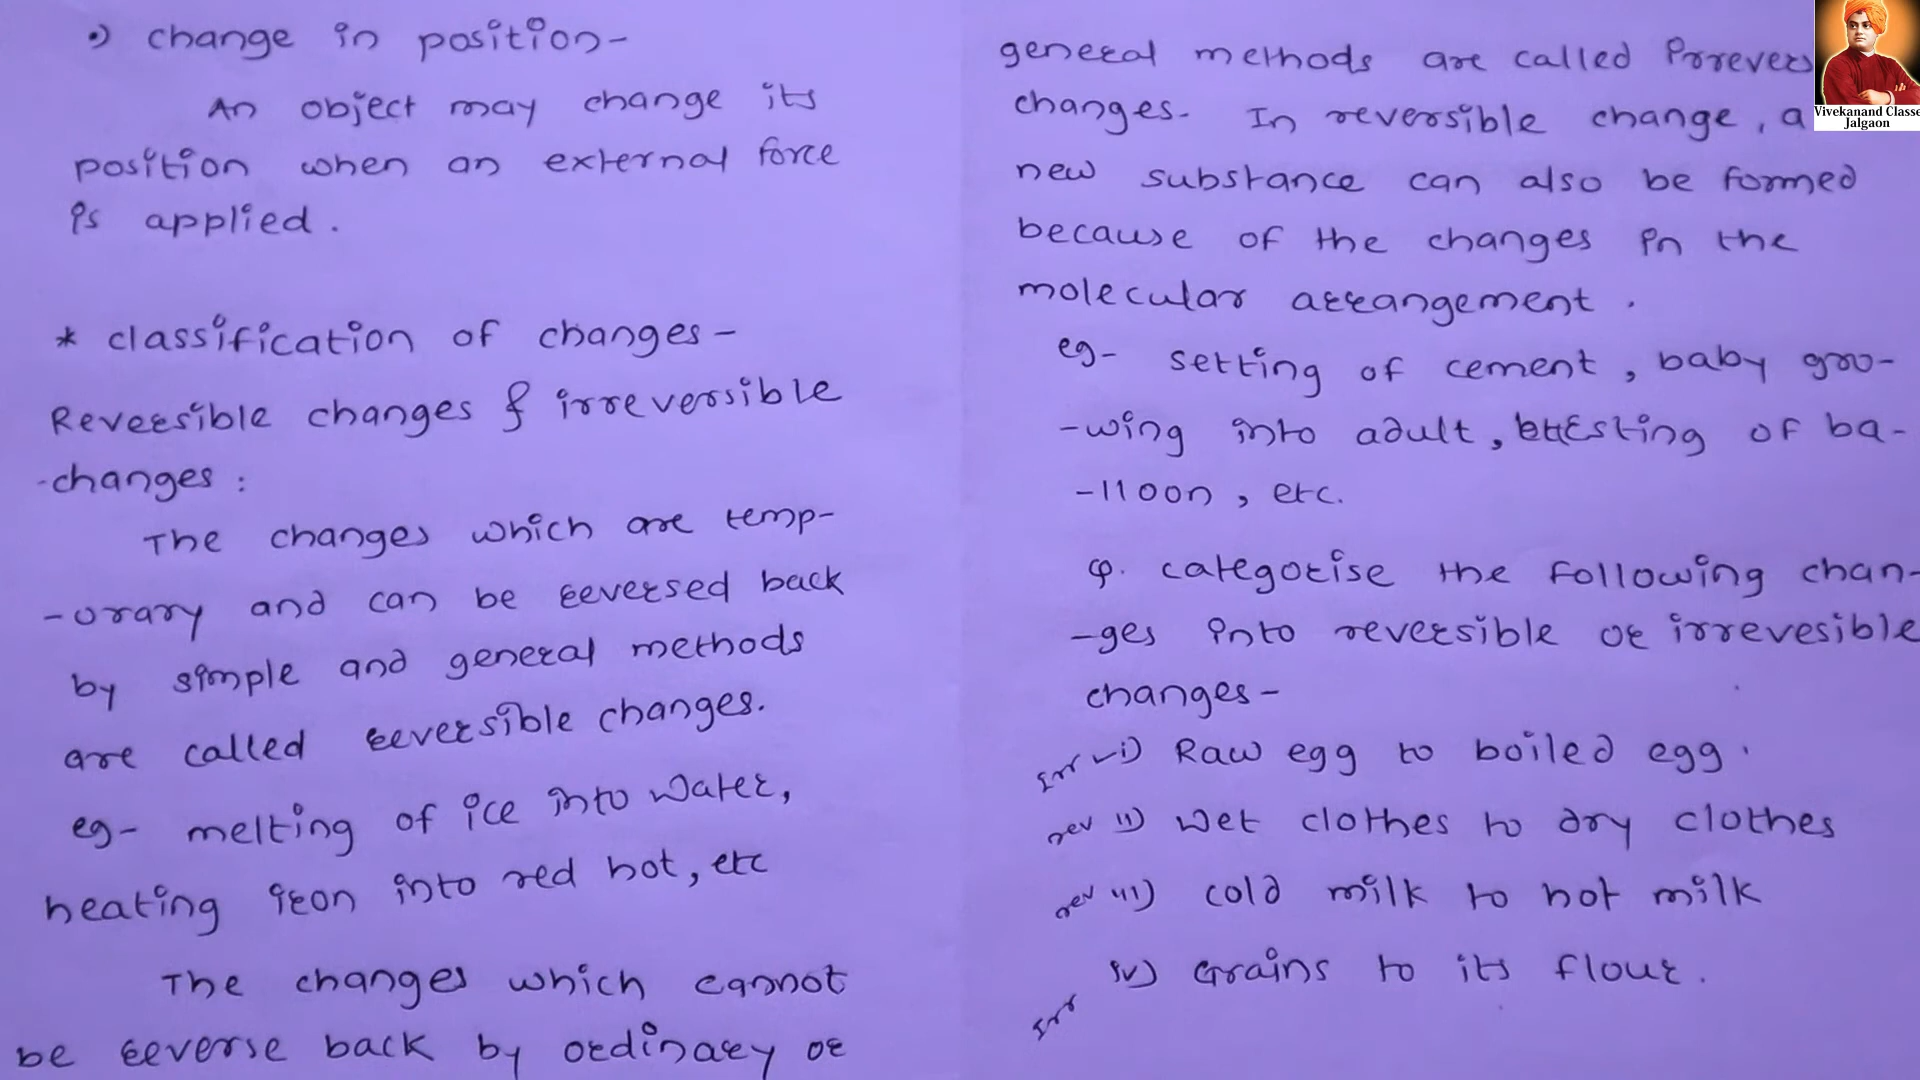 •) change in position-
An object may change its
position when an external force
is applied.
* classification of changes-
Reversible changes & irreversible
-changes:
The changes which are temp-
-orary and can be reversed back
by simple and general methods
are called reversible changes.
eg- melting of ice into water,
heating iron into red hot, etc
The changes which cannot
be reverse back by ordinary or
general methods are called
changes. In reversible change, a
new substance can also be formed
because of the changes in the
molecular arrangement.
eg- setting of cement, baby gro-
-wing into adult, bursting of ba-
-lloon, etc.
Q. categorise the following chan-
-ges into reversible or irrevesible
changes-
Irr i) Raw egg to boiled egg.
rev ii) Wet clothes to dry clothes
rev iii) cold milk to hot milk
Irr iv) Grains to its flour.
Vivekanand Classe
Jalgaon